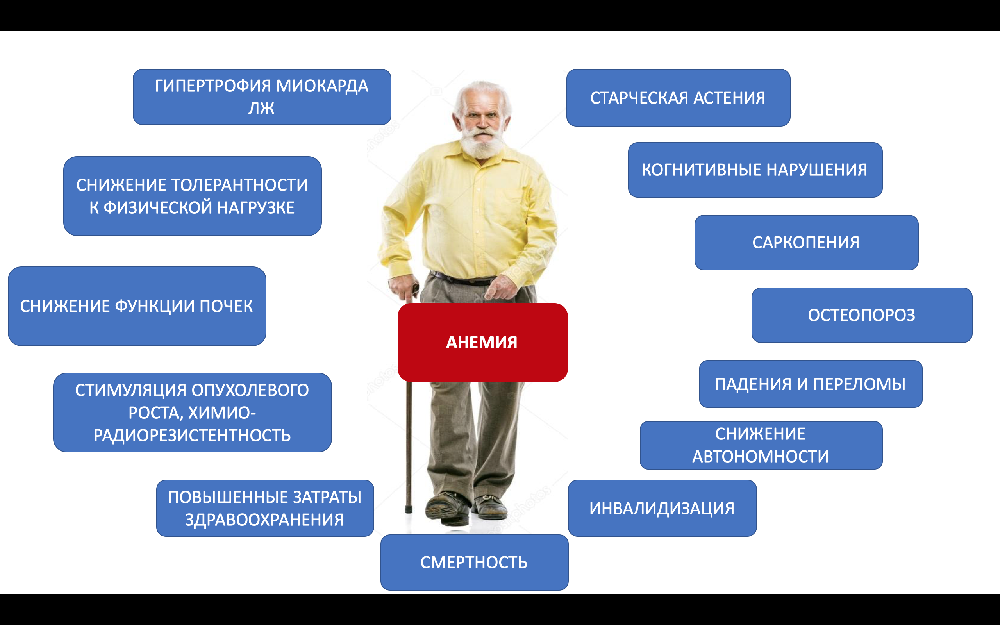 ГИПЕРТРОФИЯ МИОКАРДА
ЛЖ
СНИЖЕНИЕ ТОЛЕРАНТНОСТИ
К ФИЗИЧЕСКОЙ НАГРУЗКЕ
СНИЖЕНИЕ ФУНКЦИИ ПОЧЕК
СТИМУЛЯЦИЯ ОПУХОЛЕВОГО
РОСТА, ХИМИО-
РАДИОРЕЗИСТЕНТНОСТЬ
ПОВЫШЕННЫЕ ЗАТРАТЫ
ЗДРАВООХРАНЕНИЯ
АНЕМИЯ
СМЕРТНОСТЬ
СТАРЧЕСКАЯ АСТЕНИЯ
КОГНИТИВНЫЕ НАРУШЕНИЯ
САРКОПЕНИЯ
ОСТЕОПОРОЗ
ПАДЕНИЯ И ПЕРЕЛОМЫ
СНИЖЕНИЕ
АВТОНОМНОСТИ
ИНВАЛИДИЗАЦИЯ